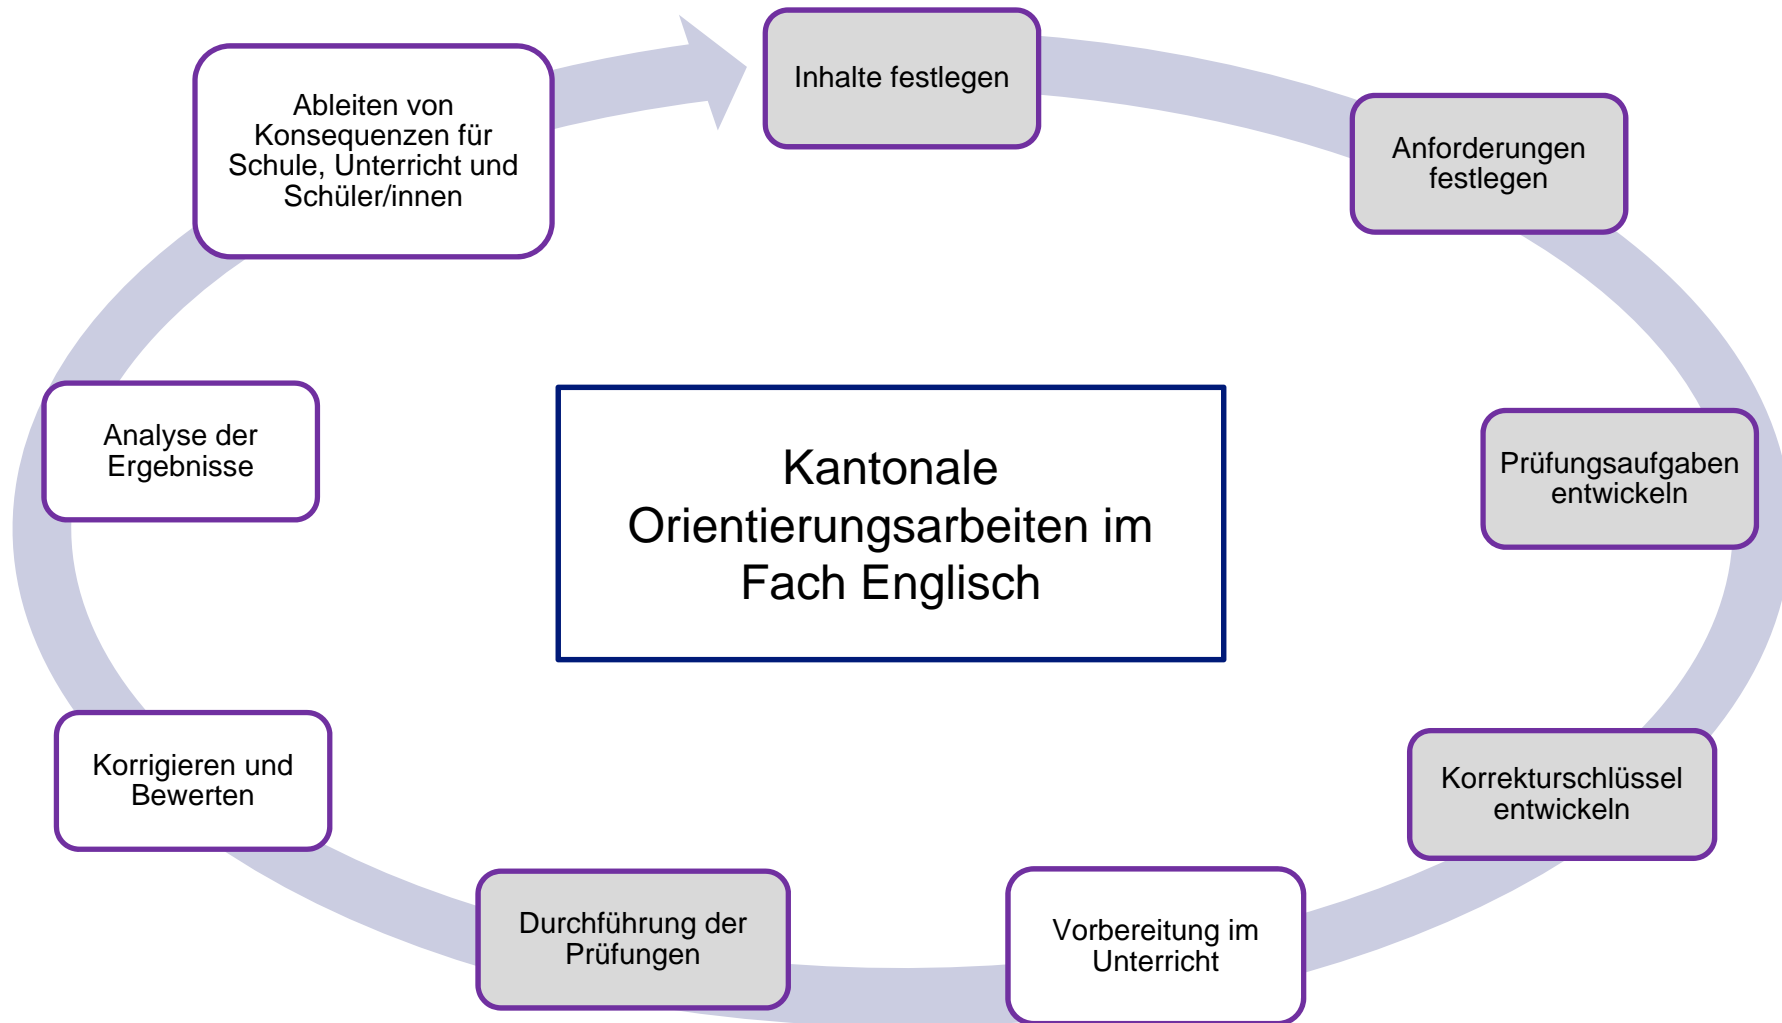 Inhalte festlegen
Anforderungen
festlegen
Prüfungsaufgaben
entwickeln
Korrekturschlüssel
entwickeln
Vorbereitung im
Unterricht
Durchführung der
Prüfungen
Korrigieren und
Bewerten
Analyse der
Ergebnisse
Ableiten von
Konsequenzen für
Schule, Unterricht und
Schüler/innen
Kantonale
Orientierungsarbeiten im
Fach Englisch